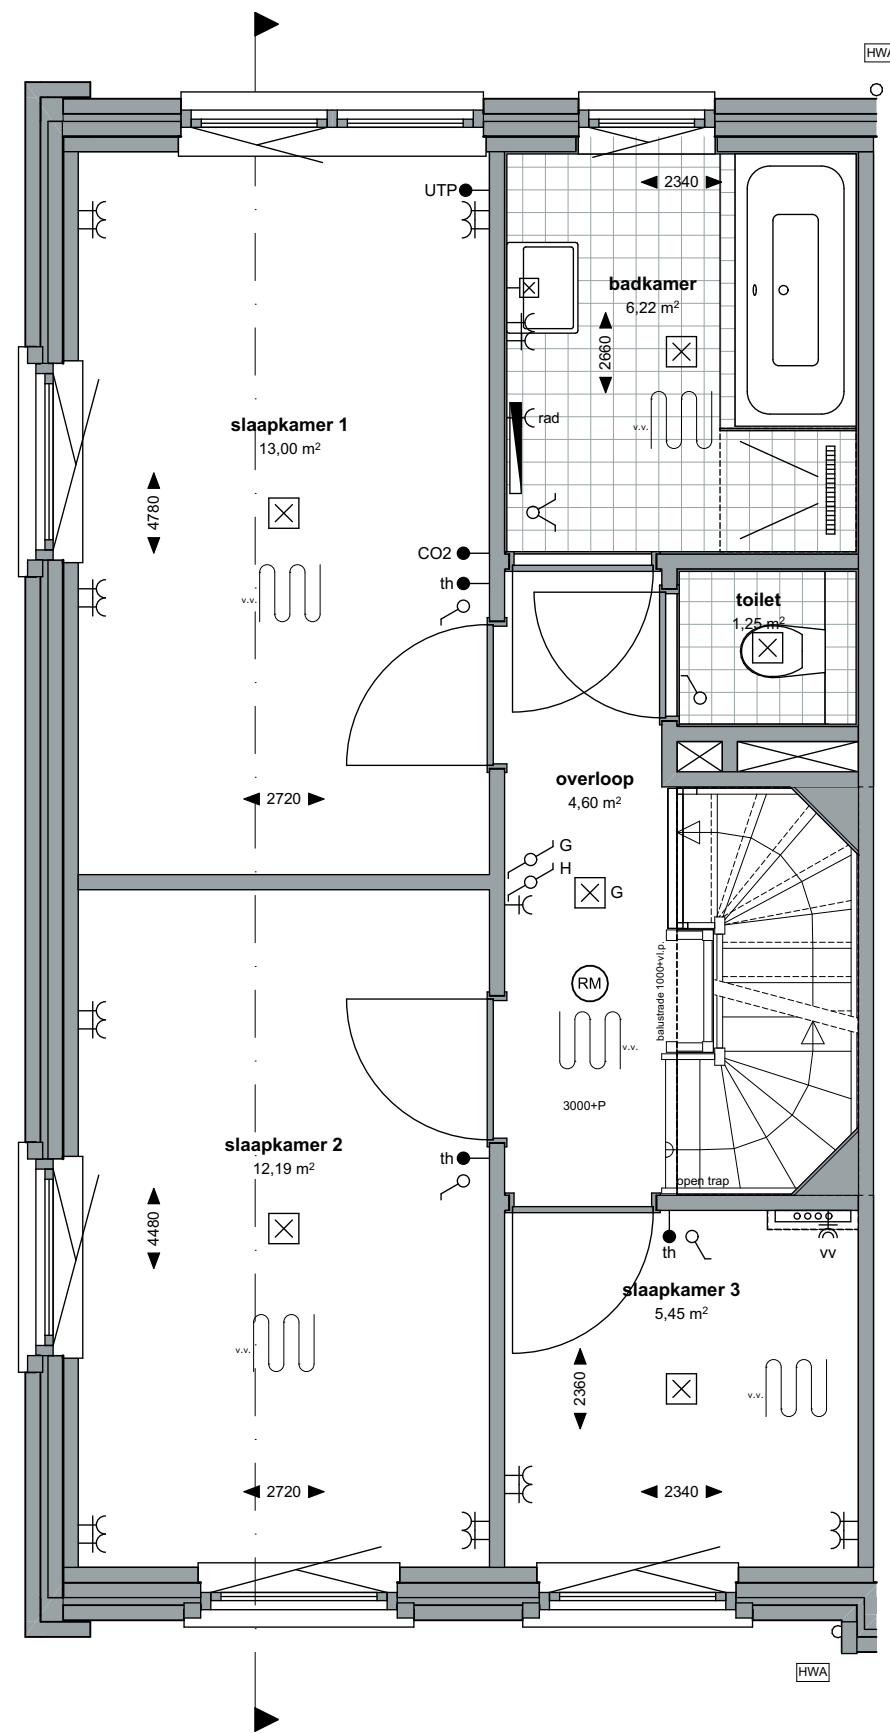 HWA
UTP
2340
badkamer
6,22 m²
2660
rad
v.v.
slaapkamer 1
13,00 m²
4780
CO2
th
v.v.
toilet
1,25 m²
2720
overloop
4,60 m²
G
H
G
RM
balustrade 1000+vl.p.
v.v.
3000+P
slaapkamer 2
12,19 m²
th
open trap
4480
th
vv
slaapkamer 3
5,45 m²
v.v.
2360
v.v.
2720
2340
HWA